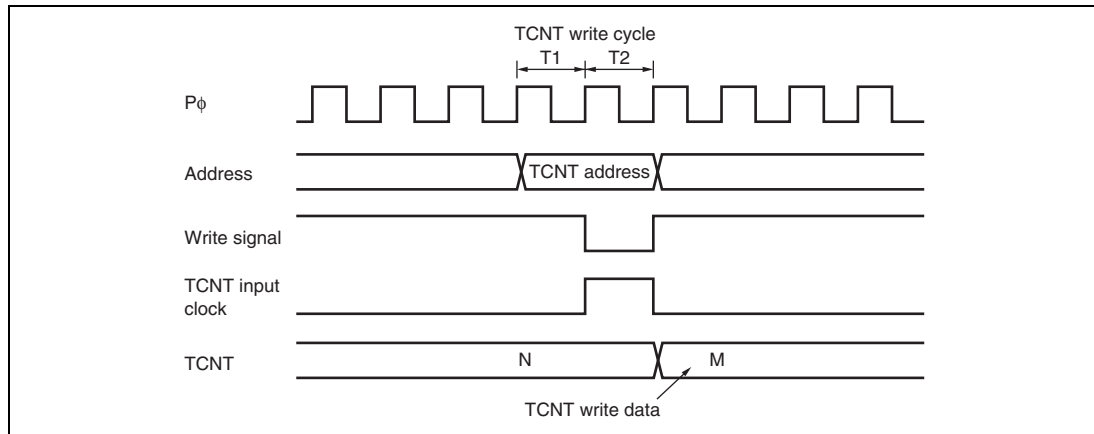 TCNT write cycle
T1 T2
Pϕ
Address
TCNT address
Write signal
TCNT input
clock
TCNT
N
M
TCNT write data